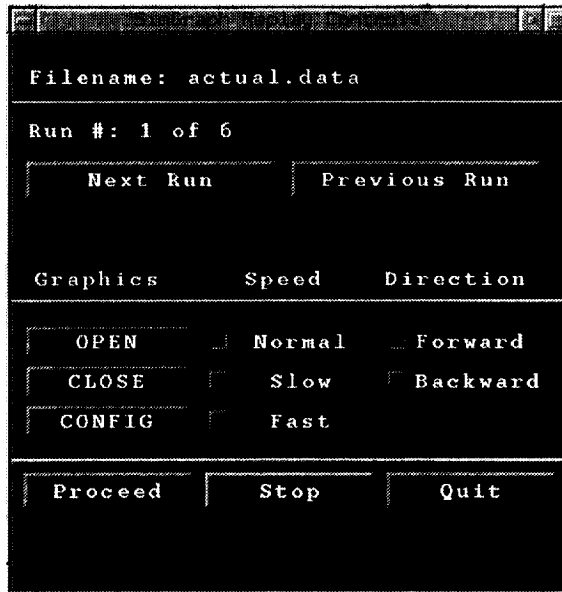 Filename: actual.data
Run #: 1 of 6
Next Run Previous Run
Graphics Speed Direction
OPEN Normal Forward
CLOSE Slow Backward
CONFIG Fast
Proceed Stop Quit